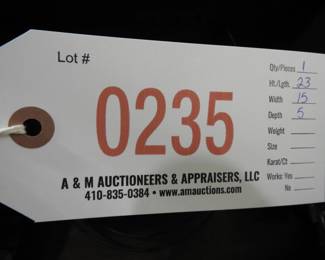 Lot #
0235
A & M AUCTIONEERS & APPRAISERS, LLC
410-835-0384 • www.amauctions.com
Qty/Pieces 1
Ht./Lgth. 23
Width 15
Depth 5
Weight
Size
Karat/Ct
Works: Yes
No